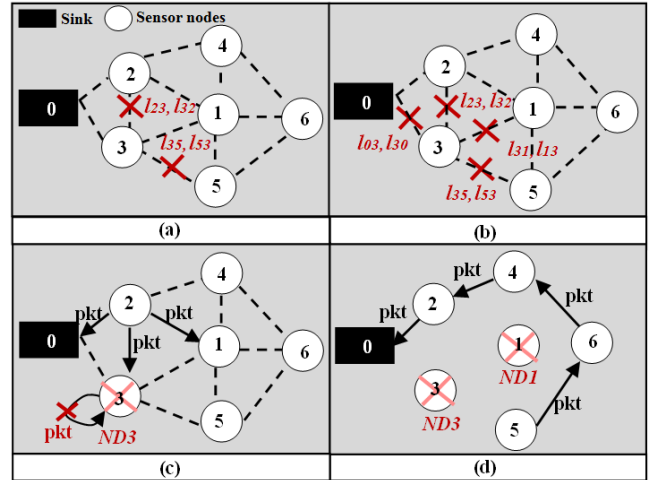 Sink Sensor nodes
4
2
0
l23, l32
1
6
3
l35, l53
5
(a)
4
2
0
l23, l32
1
6
l03, l30
3
l31, l13
l35, l53
5
(b)
4
2
pkt
pkt
0
pkt
1
6
3
pkt
ND3
5
(c)
pkt
4
pkt
2
pkt
0
1
6
ND1
3
ND3
pkt
5
(d)